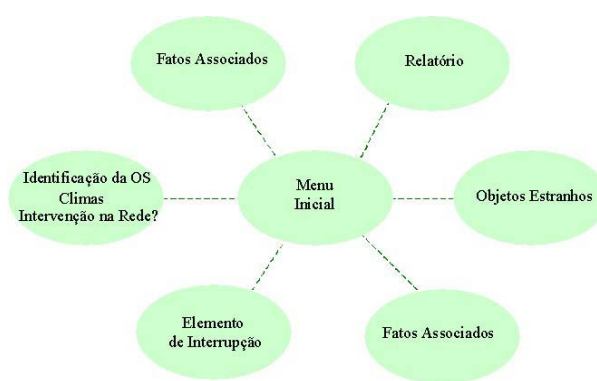 Fatos Associados
Relatório
Identificação da OS
Climas
Intervenção na Rede?
Menu
Inicial
Objetos Estranhos
Elemento
de Interrupção
Fatos Associados